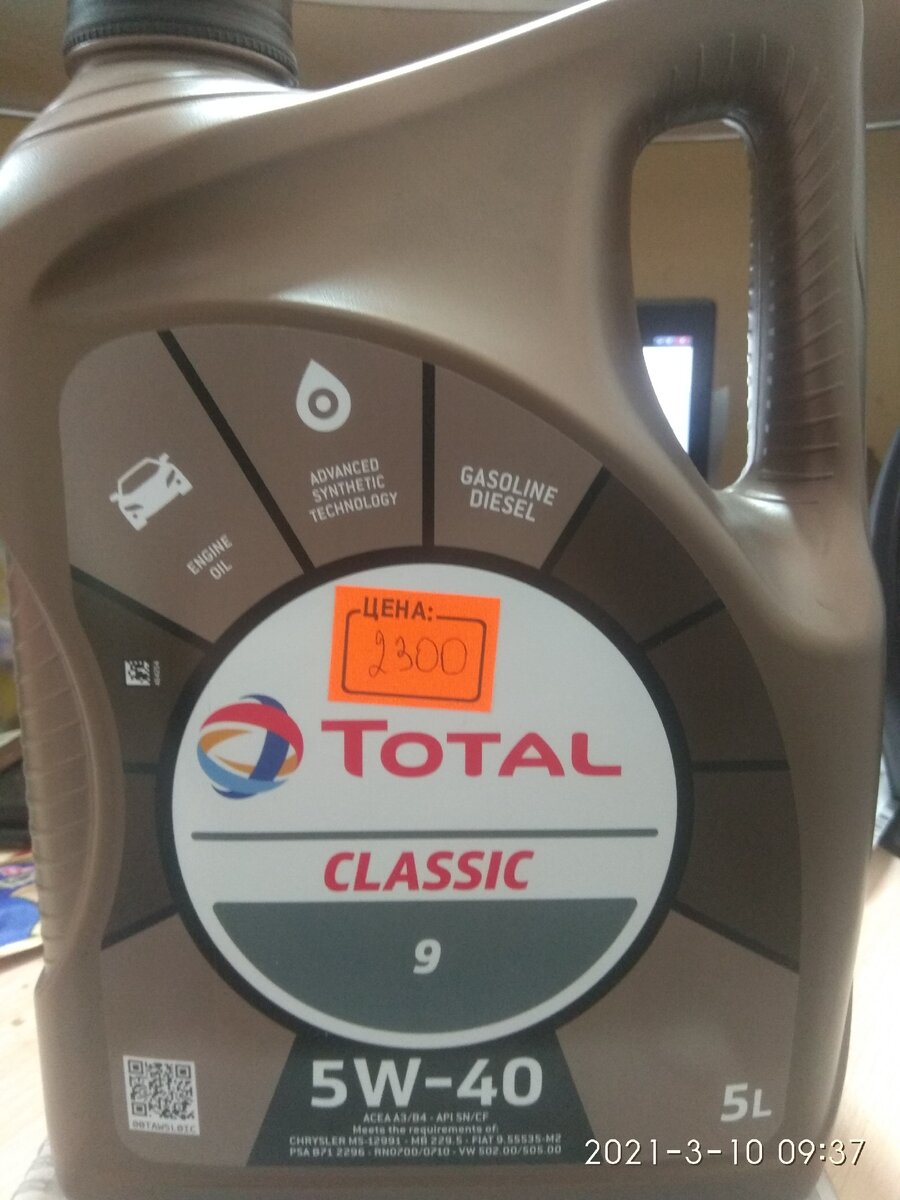 ADVANCED
SYNTHETIC
TECHNOLOGY
GASOLINE
DIESEL
ENGINE
OIL
ЦЕНА:
2300
TOTAL
CLASSIC
9
5W-40
ACEA A3/B4 - API SN/CF
Meets the requirements of:
CHRYSLER MS-12991 - MB 229.5 - FIAT 9.55535-M2
PSA B71 2296 - RN0700/0710 - VW 502.00/505.00
5L
2021-3-10 09:37